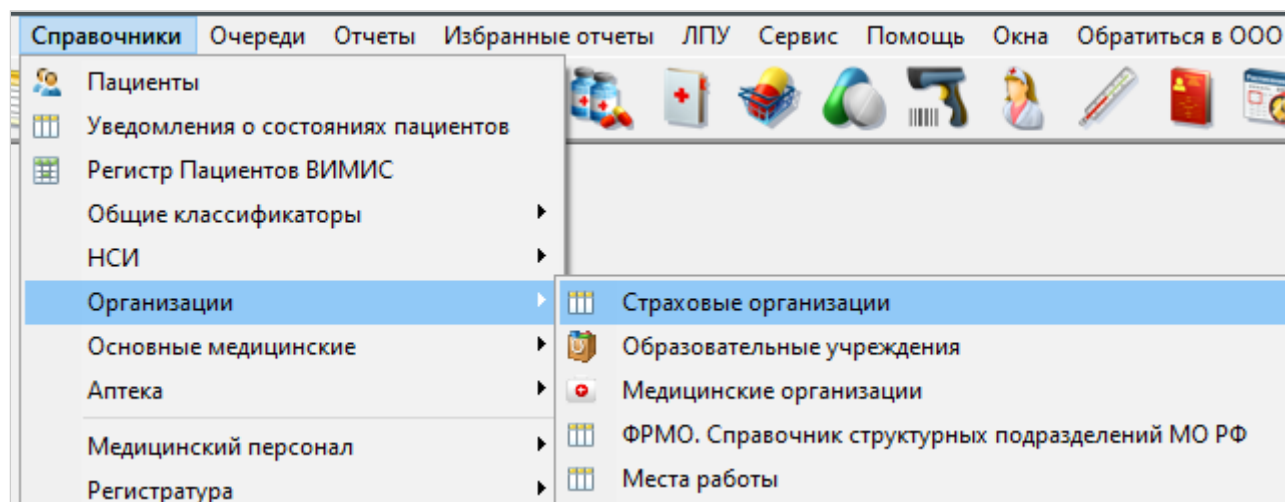 Справочники Очереди Отчеты Избранные отчеты ЛПУ Сервис Помощь Окна Обратиться в ООО
Пациенты
Уведомления о состояниях пациентов
Регистр Пациентов ВИМИС
Общие классификаторы
НСИ
Организации
Страховые организации
Основные медицинские
Образовательные учреждения
Аптека
Медицинские организации
Медицинский персонал
ФРМО. Справочник структурных подразделений МО РФ
Регистратура
Места работы